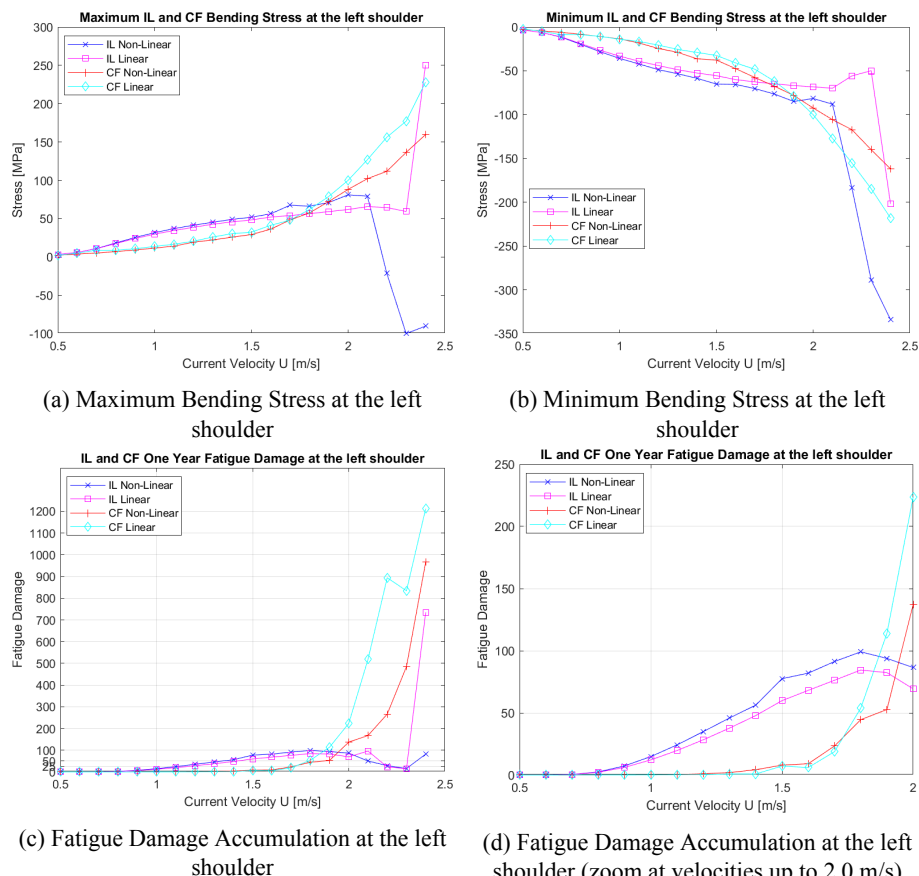 Maximum IL and CF Bending Stress at the left shoulder
300
250
200
150
100
50
0
-50
-100
Stress [MPa]
IL Non-Linear
IL Linear
CF Non-Linear
CF Linear
0.5
1
1.5
2
2.5
Current Velocity U [m/s]
(a) Maximum Bending Stress at the left
shoulder
Minimum IL and CF Bending Stress at the left shoulder
0
-50
-100
-150
-200
-250
-300
-350
Stress [MPa]
IL Non-Linear
IL Linear
CF Non-Linear
CF Linear
0.5
1
1.5
2
2.5
Current Velocity U [m/s]
(b) Minimum Bending Stress at the left
shoulder
IL and CF One Year Fatigue Damage at the left shoulder
1200
1100
1000
900
800
700
600
500
400
300
200
100
50
25
0
Fatigue Damage
IL Non-Linear
IL Linear
CF Non-Linear
CF Linear
0.5
1
1.5
2
2.5
Current Velocity U [m/s]
(c) Fatigue Damage Accumulation at the left
shoulder
IL and CF One Year Fatigue Damage at the left shoulder
250
200
150
100
50
0
Fatigue Damage
IL Non-Linear
IL Linear
CF Non-Linear
CF Linear
0.5
1
1.5
2
Current Velocity U [m/s]
(d) Fatigue Damage Accumulation at the left
shoulder (zoom at velocities up to 2.0 m/s)